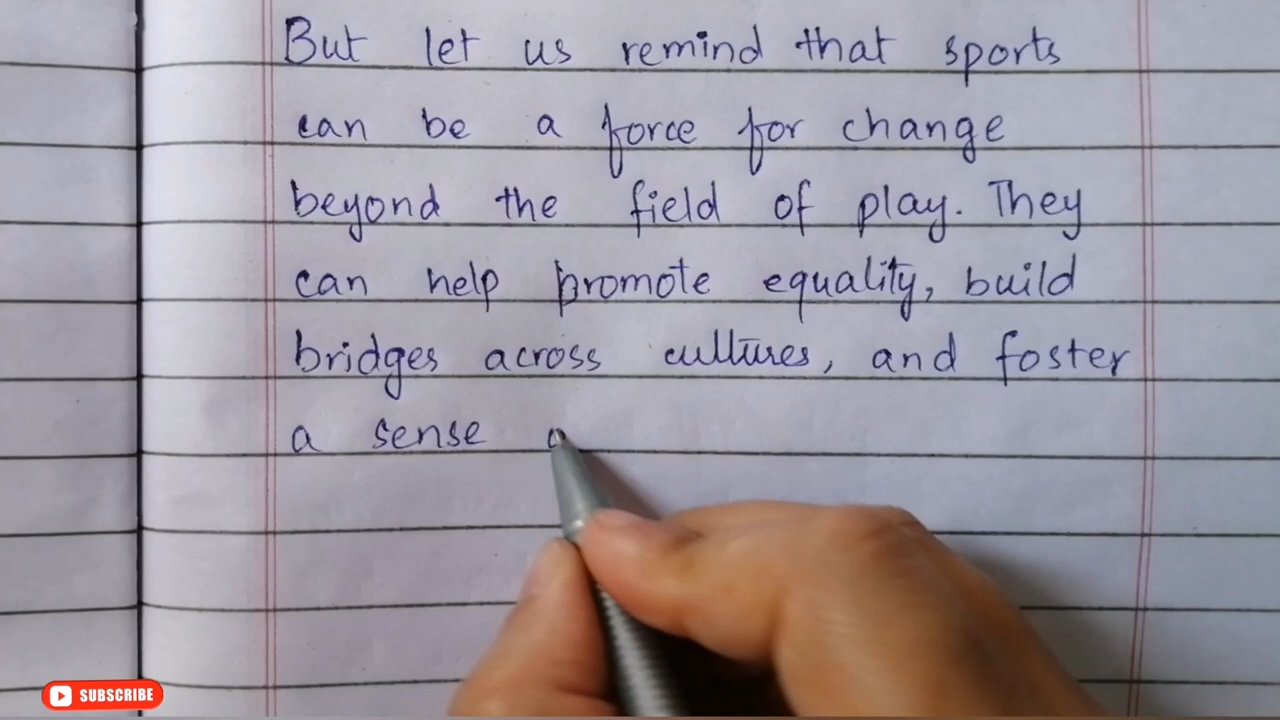 But let us remind that sports
can be a force for change
beyond the field of play. They
can help promote equality, build
bridges across cultures, and foster
a sense
SUBSCRIBE